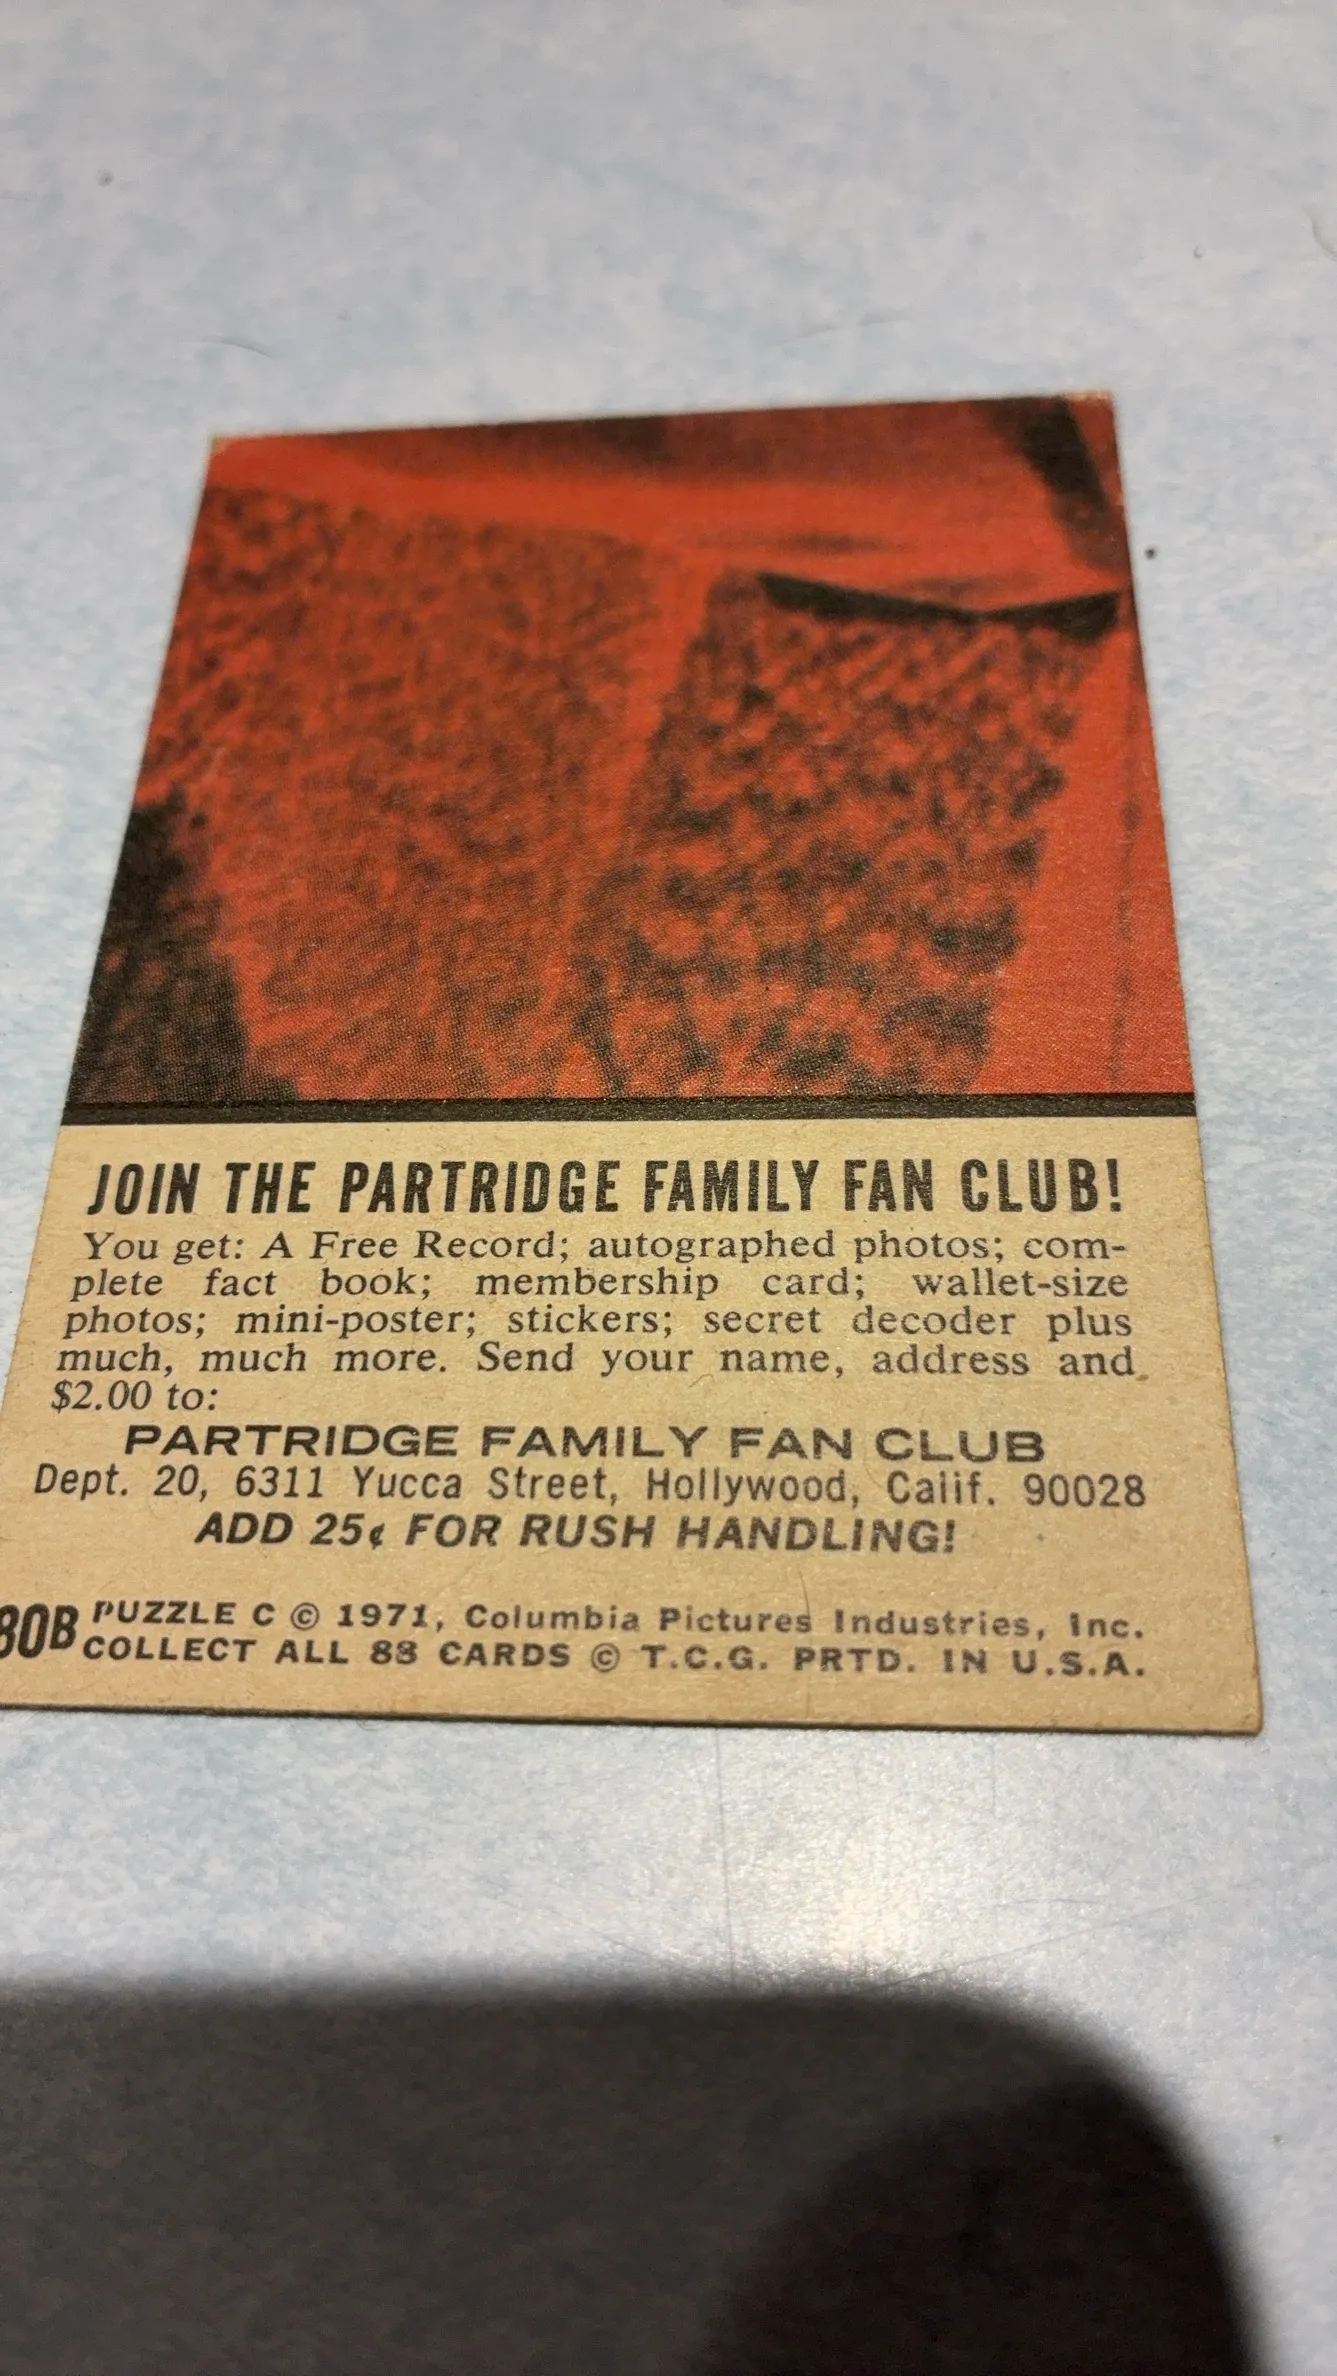 JOIN THE PARTRIDGE FAMILY FAN CLUB!
You get: A Free Record; autographed photos; com-
plete fact book; membership card; wallet-size
photos; mini-poster; stickers; secret decoder plus
much, much more. Send your name, address and
$2.00 to:
PARTRIDGE FAMILY FAN CLUB
Dept. 20, 6311 Yucca Street, Hollywood, Calif. 90028
ADD 25¢ FOR RUSH HANDLING!
80B PUZZLE C © 1971, Columbia Pictures Industries, Inc.
COLLECT ALL 88 CARDS © T.C.G. PRTD. IN U.S.A.